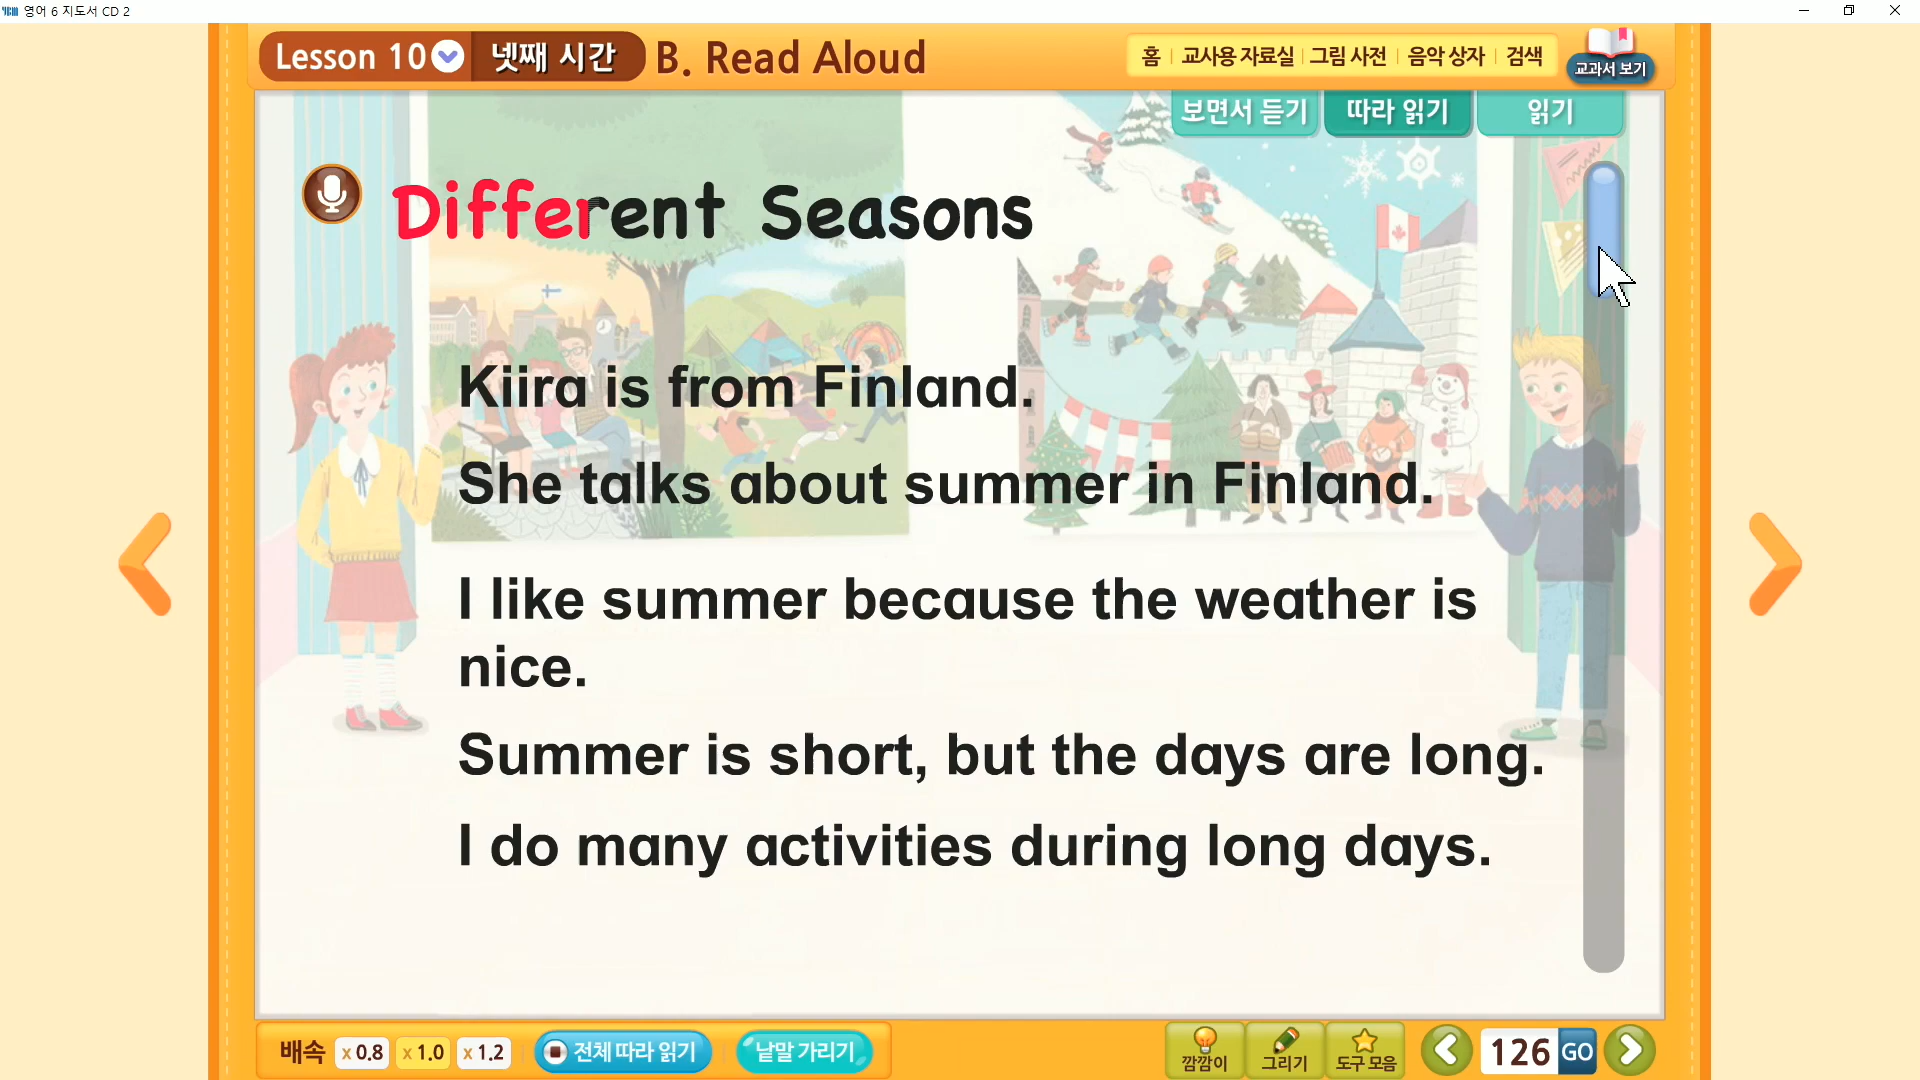 영어 6 지도서 CD 2
Lesson 10 넷째 시간 B. Read Aloud
홈 교사용 자료실 그림 사전 음악 상자 검색
교과서 보기
보면서 듣기 따라 읽기 읽기
Different Seasons
Kiira is from Finland.
She talks about summer in Finland.
I like summer because the weather is
nice.
Summer is short, but the days are long.
I do many activities during long days.
배속 x 0.8 x 1.0 x 1.2 전체 따라 읽기 낱말 가리기
깜깜이 그리기 도구 모음 126 GO